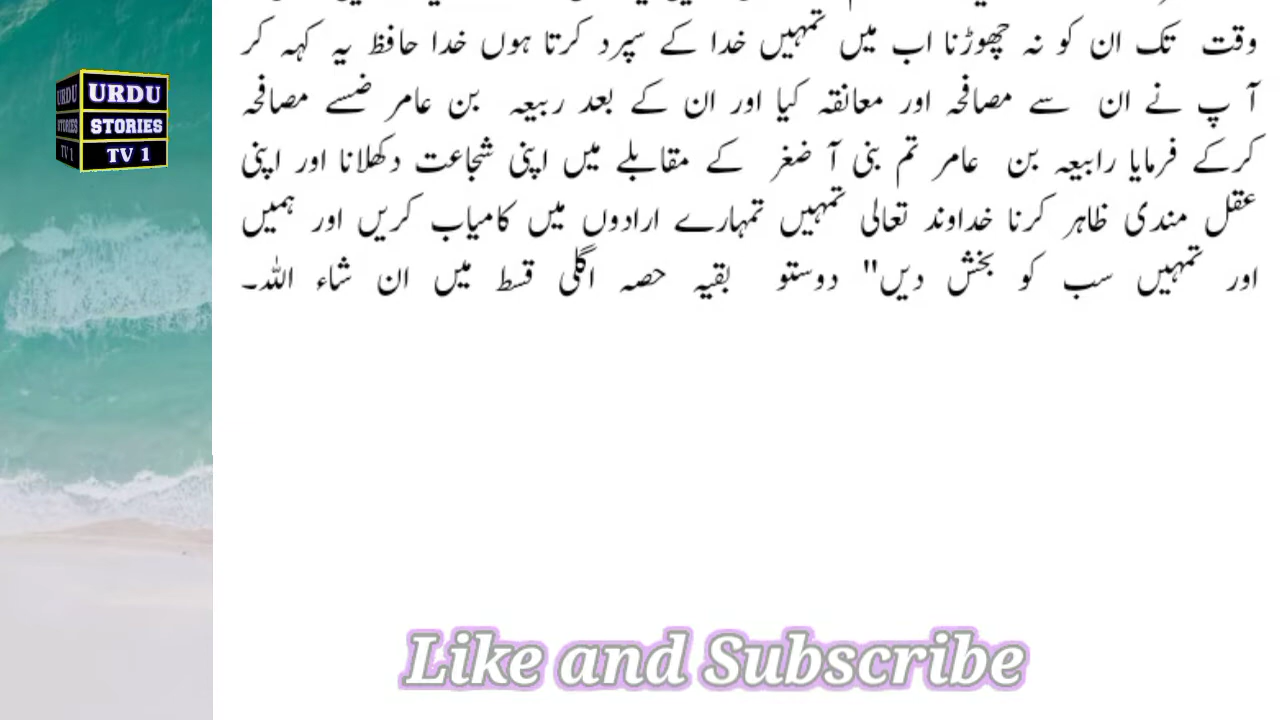 وقت تک ان کو نہ چھوڑنا اب میں تمہیں خدا کے سپرد کرتا ہوں خدا حافظ یہ کہہ کر
آ پ نے ان سے مصافحہ اور معانقہ کیا اور ان کے بعد ربیعہ بن عامر ضسے مصافحہ
کرکے فرمایا رابیعہ بن عامر تم بنی آ ضغر کے مقابلے میں اپنی شجاعت دکھلانا اور اپنی
عقل مندی ظاہر کرنا خداوند تعالی تمہیں تمہارے ارادوں میں کامیاب کریں اور ہمیں
اور تمہیں سب کو بخش دیں" دوستو بقیہ حصہ اگلی قسط میں ان شاء اللہ۔
URDU
STORIES
TV 1
URDU
STORIES
TV 1
Like and Subscribe